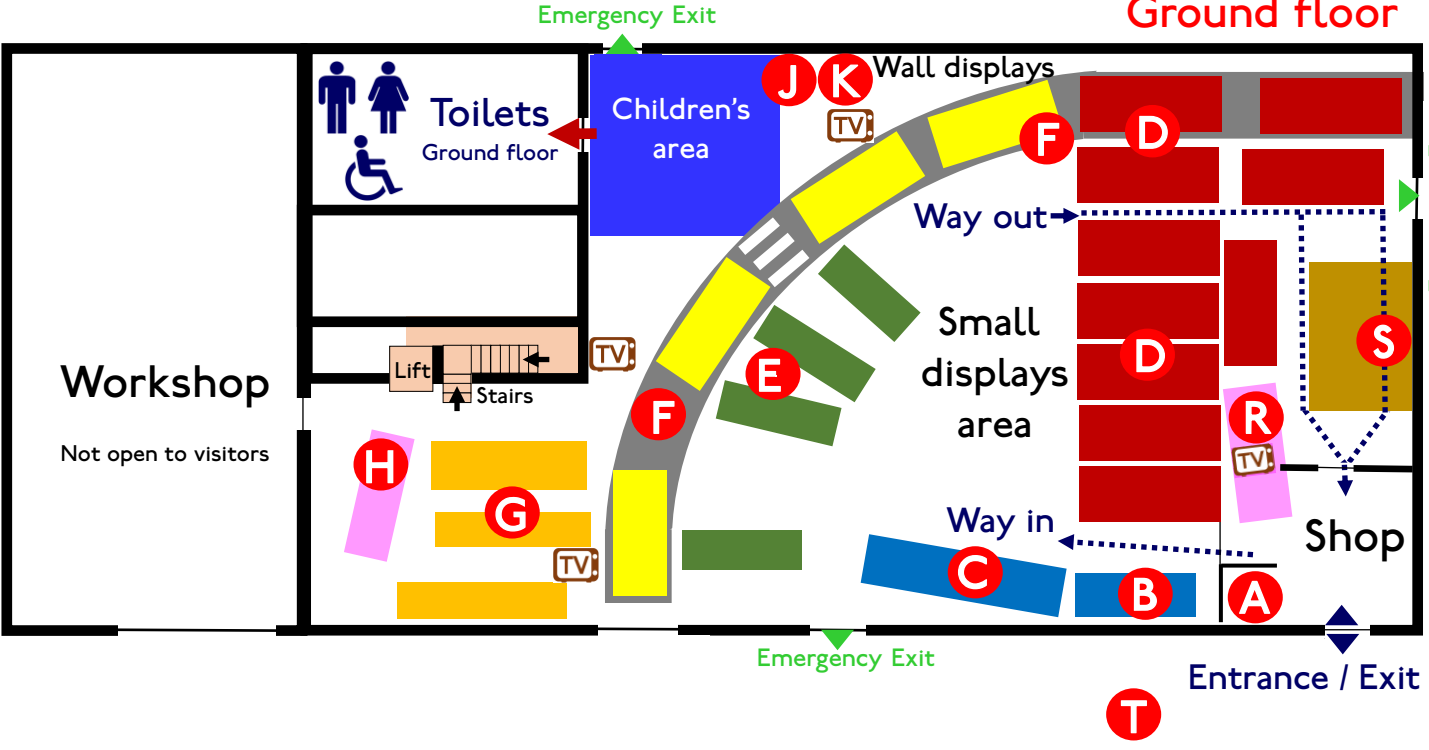 Ground floor
Emergency Exit
J
K
Wall displays
Toilets
Ground floor
Children's
area
F
D
Way out
TV
Small
displays
area
Lift
Stairs
TV
E
D
S
Workshop
Not open to visitors
F
R
TV
H
G
TV
Way in
Shop
C
B
A
Emergency Exit
Entrance / Exit
T